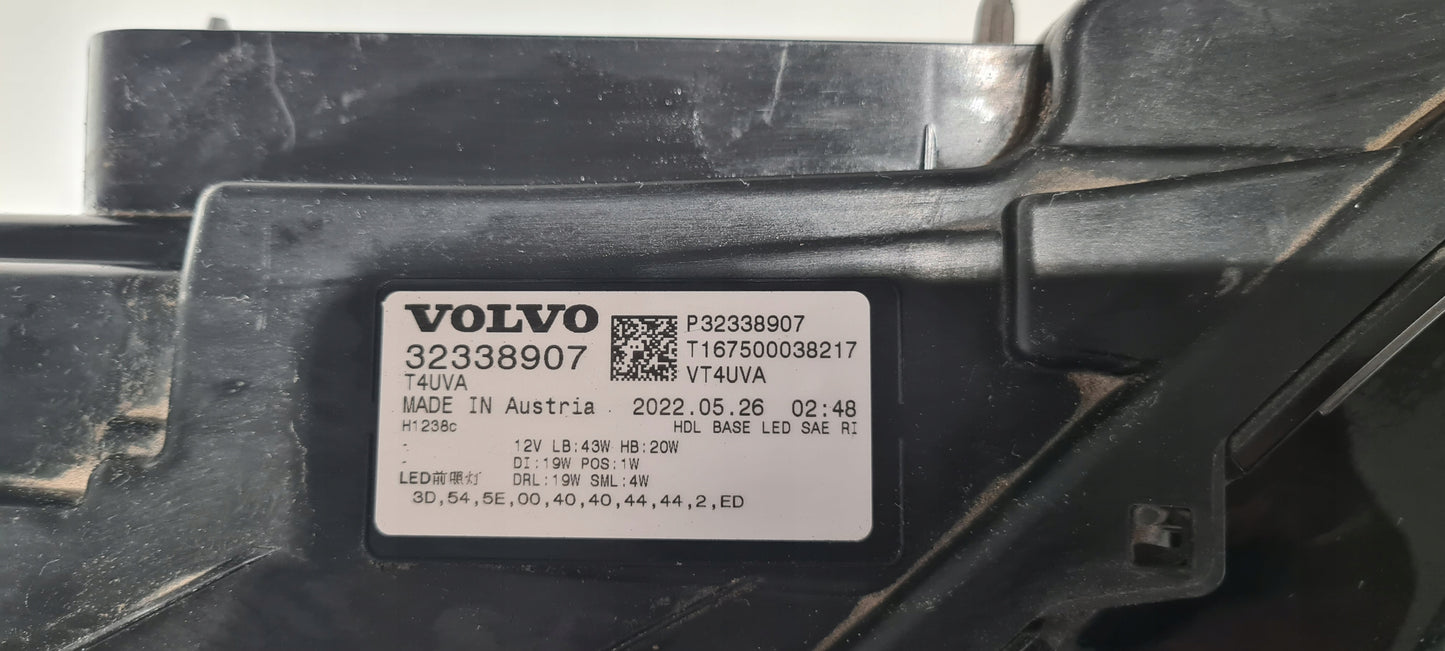 VOLVO
32338907
T4UVA
P32338907
T167500038217
VT4UVA
MADE IN Austria 2022.05.26 02:48
H1238c HDL BASE LED SAE RI
12V LB:43W HB:20W
DI:19W POS:1W
LED前照灯 DRL:19W SML:4W
3D,54,5E,00,40,40,44,44,2,ED